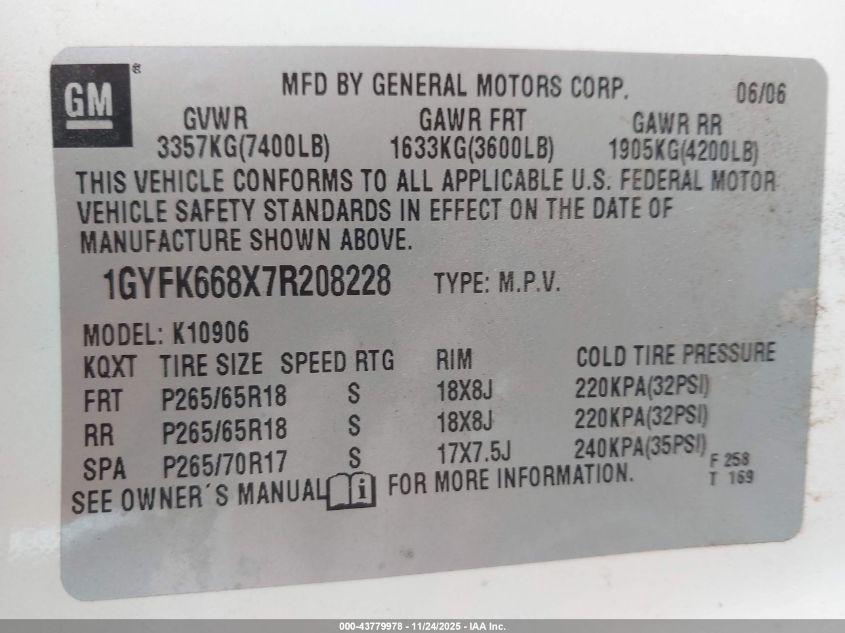 GM ®
MFD BY GENERAL MOTORS CORP. 06/06
GVWR GAWR FRT GAWR RR
3357KG(7400LB) 1633KG(3600LB) 1905KG(4200LB)
THIS VEHICLE CONFORMS TO ALL APPLICABLE U.S. FEDERAL MOTOR
VEHICLE SAFETY STANDARDS IN EFFECT ON THE DATE OF
MANUFACTURE SHOWN ABOVE.
1GYFK668X7R208228 TYPE: M.P.V.
MODEL: K10906
KQXT TIRE SIZE SPEED RTG RIM COLD TIRE PRESSURE
FRT P265/65R18 S 18X8J 220KPA(32PSI)
RR P265/65R18 S 18X8J 220KPA(32PSI)
SPA P265/70R17 S 17X7.5J 240KPA(35PSI)
F 258
T 169
SEE OWNER´S MANUAL i FOR MORE INFORMATION.
000-43779978 - 11/24/2025 - IAA Inc.